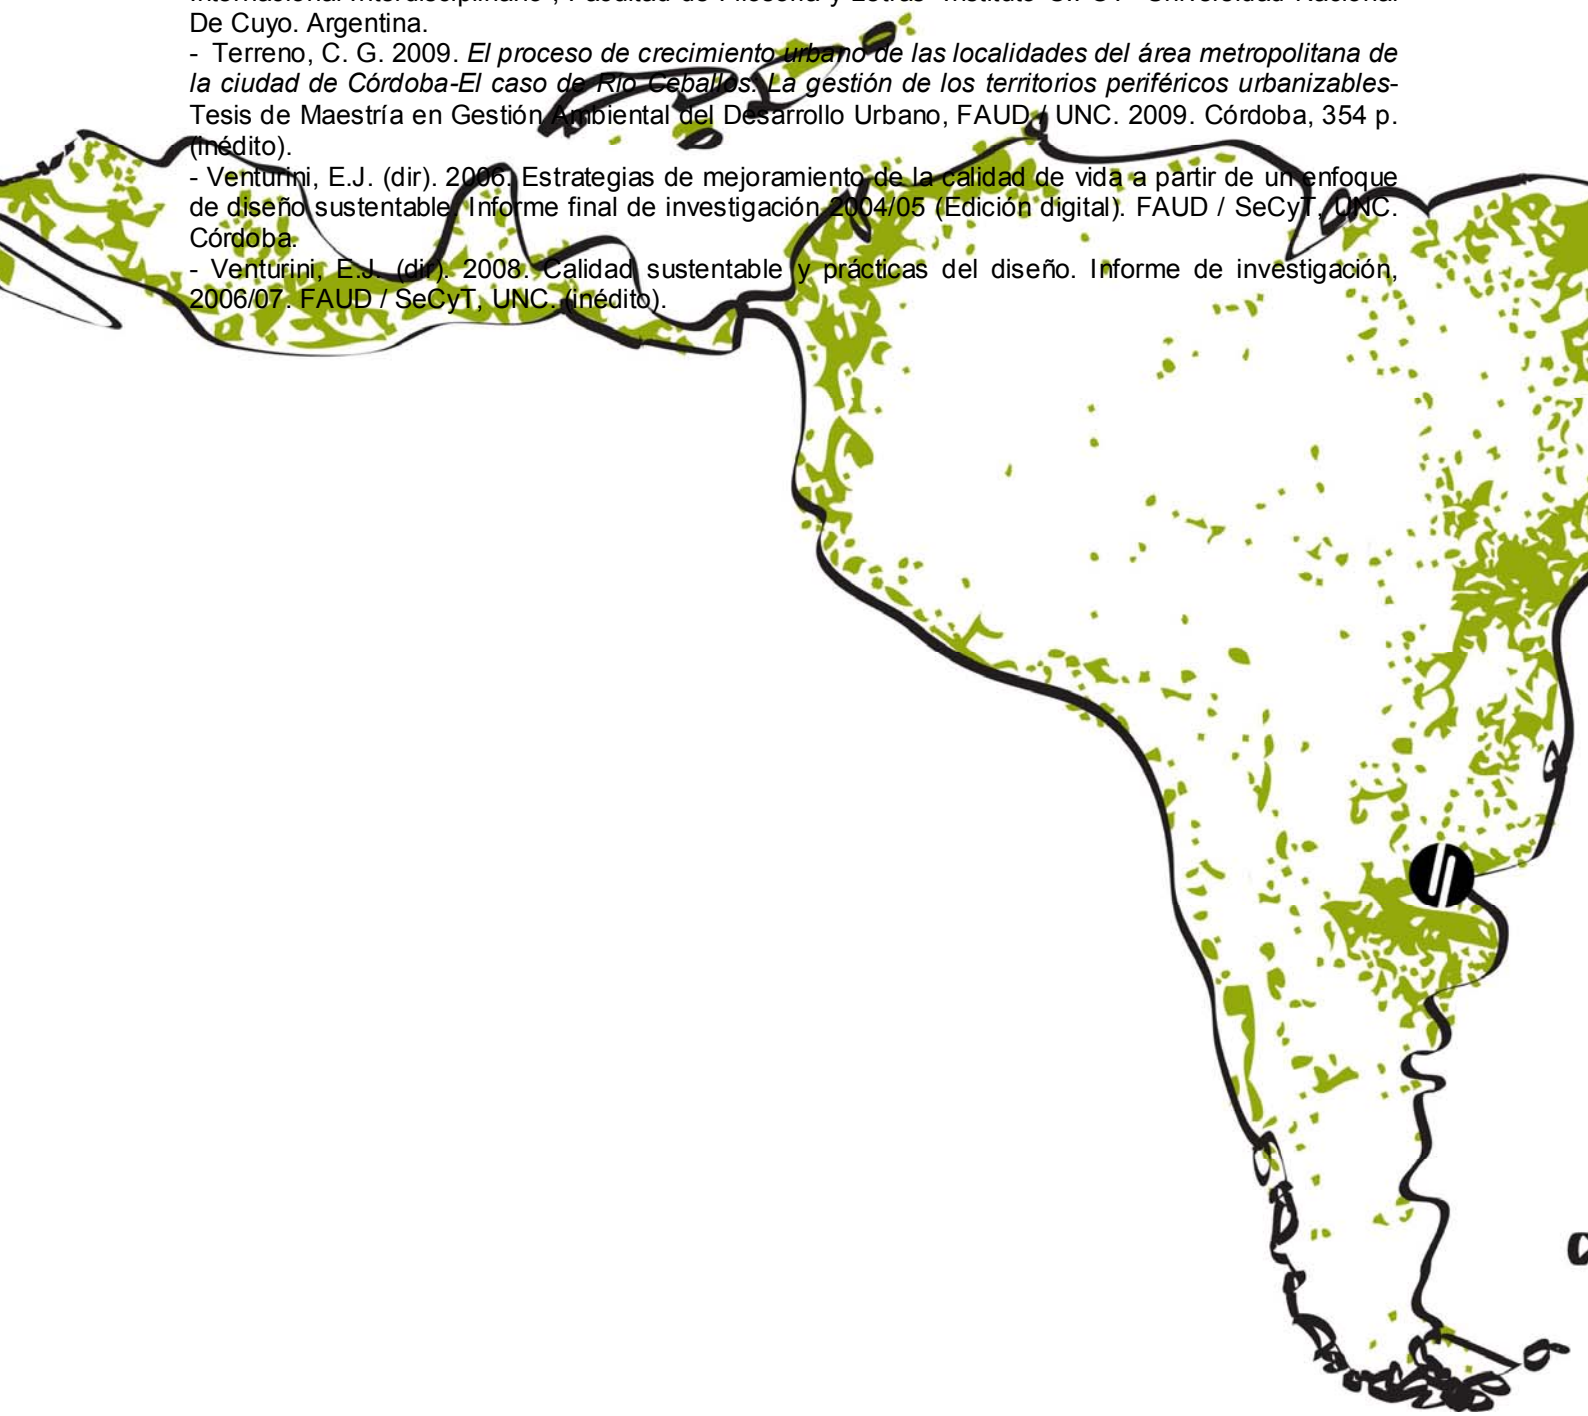 De Cuyo. Argentina.
- Terreno, C. G. 2009. El proceso de crecimiento urbano de las localidades del área metropolitana de
la ciudad de Córdoba-El caso de Río Ceballos: La gestión de los territorios periféricos urbanizables-
Tesis de Maestría en Gestión Ambiental del Desarrollo Urbano, FAUD / UNC. 2009. Córdoba, 354 p.
(inédito).
- Venturini, E.J. (dir). 2006. Estrategias de mejoramiento de la calidad de vida a partir de un enfoque
de diseño sustentable. Informe final de investigación 2004/05 (Edición digital). FAUD / SeCyT, UNC.
Córdoba.
- Venturini, E.J. (dir). 2008. Calidad sustentable y prácticas del diseño. Informe de investigación,
2006/07. FAUD / SeCyT, UNC. (inédito).